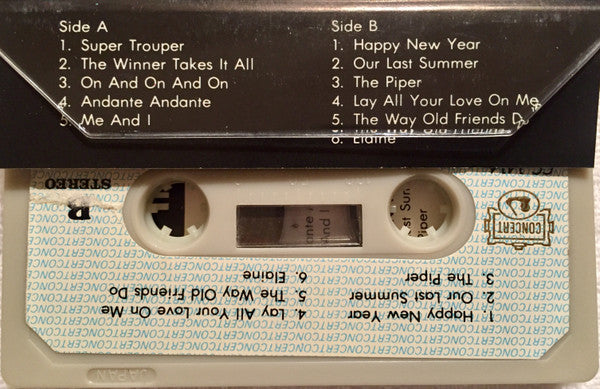 Side A
1. Super Trouper
2. The Winner Takes It All
3. On And On And On
4. Andante Andante
5. Me And I
Side B
1. Happy New Year
2. Our Last Summer
3. The Piper
4. Lay All Your Love On Me
5. The Way Old Friends D
6. Elaine
B
STEREO
CONCERT
1. Happy New Year
2. Our Last Summer
3. The Piper
4. Lay All Your Love On Me
5. The Way Old Friends Do
6. Elaine
JAPAN